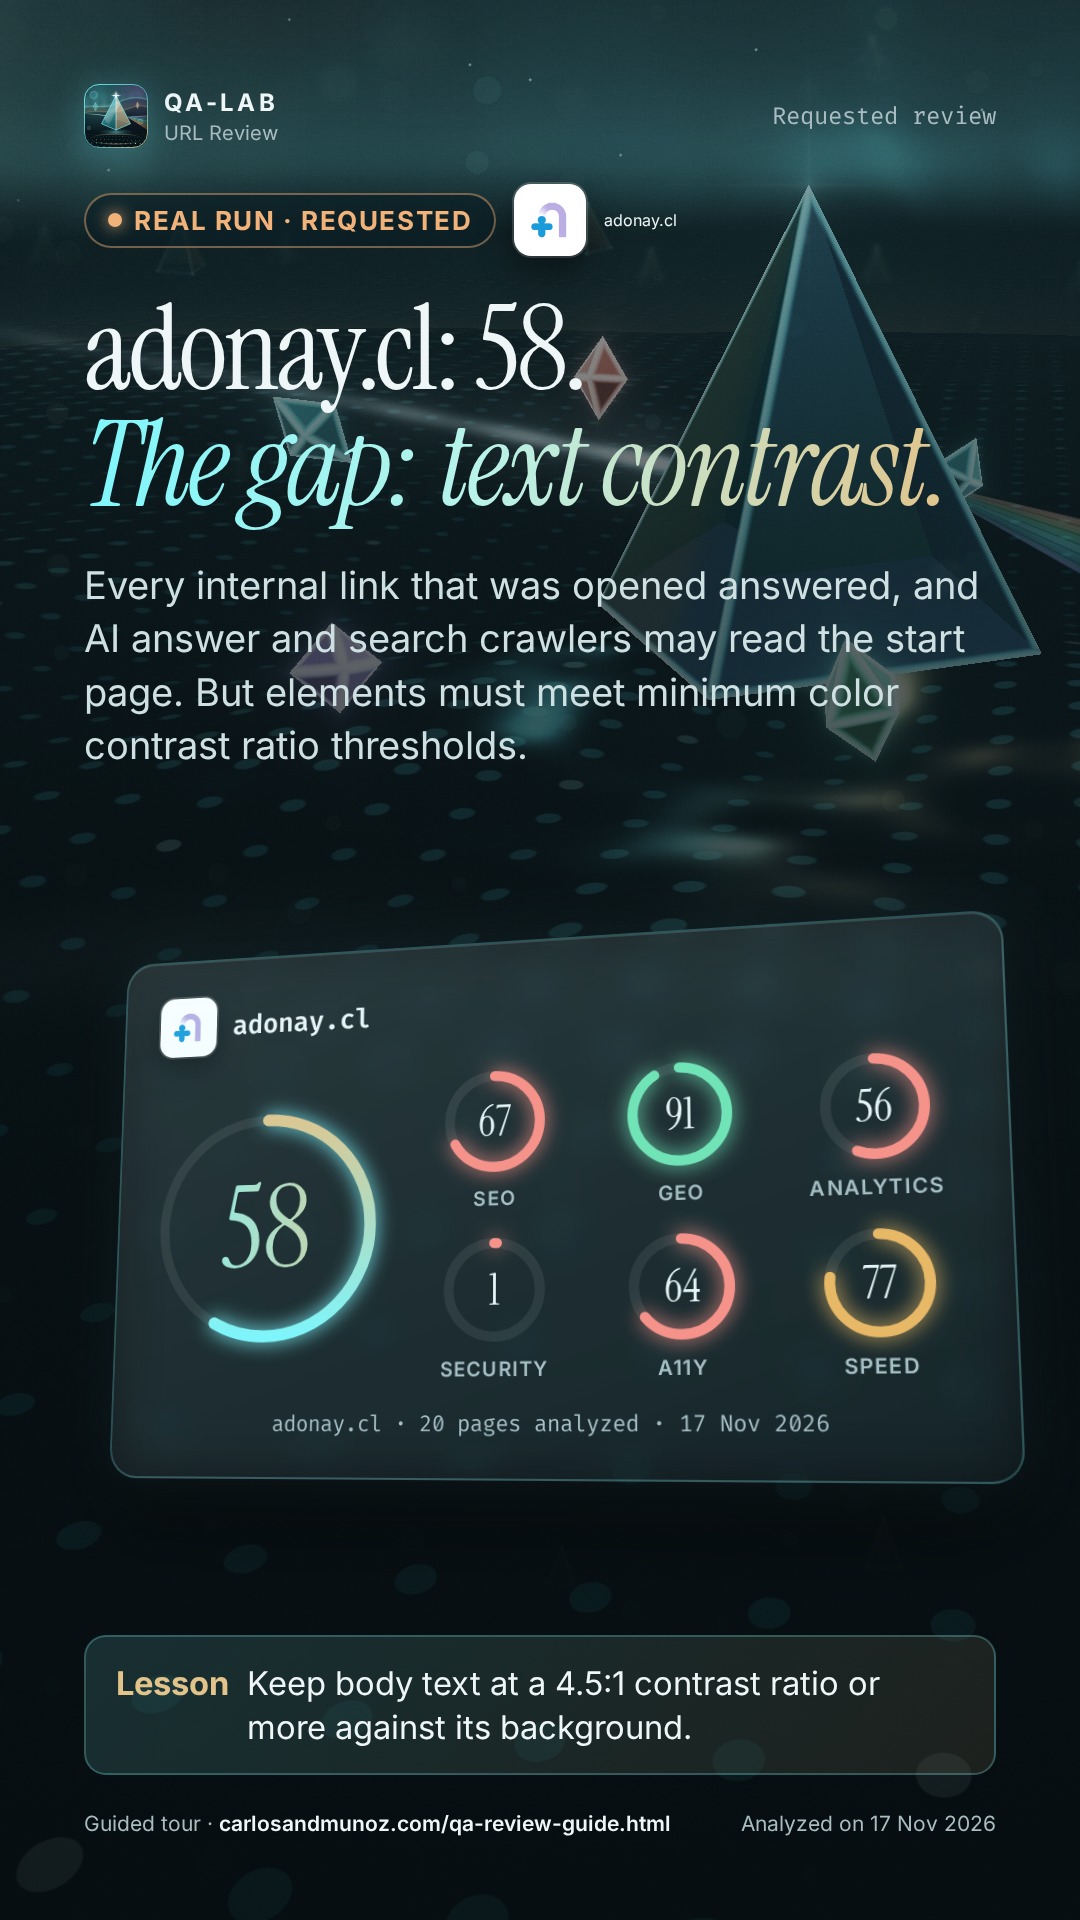 QA-LAB
URL Review
Requested review
REAL RUN · REQUESTED
adonay.cl
adonay.cl: 58.
The gap: text contrast.
Every internal link that was opened answered, and
AI answer and search crawlers may read the start
page. But elements must meet minimum color
contrast ratio thresholds.
adonay.cl
58
67
SEO
91
GEO
56
ANALYTICS
1
SECURITY
64
A11Y
77
SPEED
adonay.cl · 20 pages analyzed · 17 Nov 2026
Lesson Keep body text at a 4.5:1 contrast ratio or
more against its background.
Guided tour · carlosandmunoz.com/qa-review-guide.html
Analyzed on 17 Nov 2026